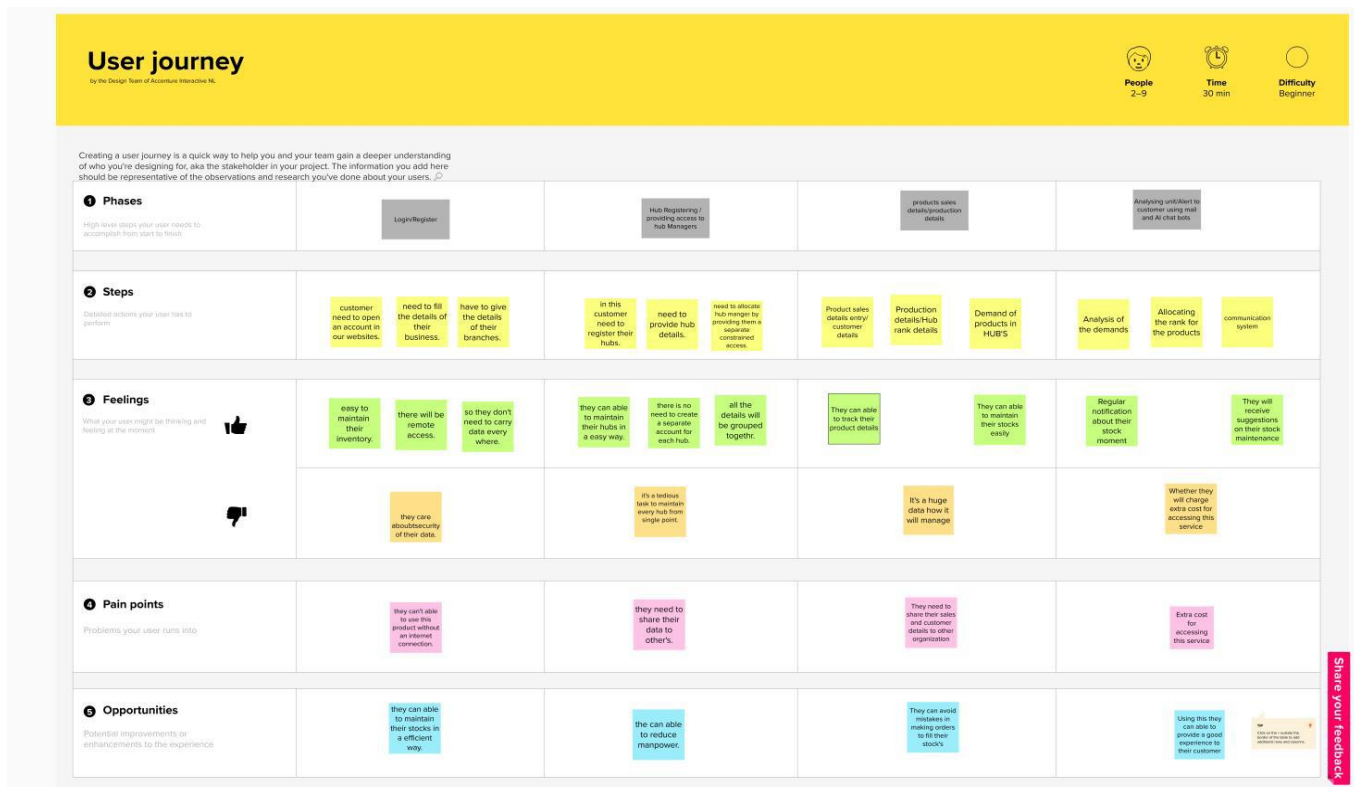 User journey
by the Design Team of Accenture Interactive NL
People
2–9
Time
30 min
Difficulty
Beginner
Creating a user journey is a quick way to help you and your team gain a deeper understanding
of who you're designing for, aka the stakeholder in your project. The information you add here
should be representative of the observations and research you've done about your users.
1 Phases
High level steps your user needs to
accomplish from start to finish
Login/Register
Hub Registering /
providing access to
hub Managers
products sales
details/production
details
Analysing unit/Alert to
customer using mail
and AI chat bots
2 Steps
Detailed actions your user has to
perform
customer
need to open
an account in
our websites.
need to fill
the details of
their
business.
have to give
the details
of their
branches.
in this
customer
need to
register their
hubs.
need to
provide hub
details.
need to allocate
hub manger by
providing them a
separate
constrained
access.
Product sales
details entry/
customer
details
Production
details/Hub
rank details
Demand of
products in
HUB'S
Analysis of
the demands
Allocating
the rank for
the products
communication
system
3 Feelings
What your user might be thinking and
feeling at the moment
easy to
maintain
their
inventory.
there will be
remote
access.
so they don't
need to carry
data every
where.
they can able
to maintain
their hubs in
a easy way.
there is no
need to create
a separate
account for
each hub.
all the
details will
be grouped
togethr.
They can able
to track their
product details
They can able
to maintain
their stocks
easily
Regular
notification
about their
stock
moment
They will
receive
suggestions
on their stock
maintenance
they care
aboubtsecurity
of their data.
it's a tedious
task to maintain
every hub from
single point.
It's a huge
data how it
will manage
Whether they
will charge
extra cost for
accessing this
service
4 Pain points
Problems your user runs into
they can't able
to use this
product without
an internet
connection.
they need to
share their
data to
other's.
They need to
share their sales
and customer
details to other
organization
Extra cost
for
accessing
this service
5 Opportunities
Potential improvements or
enhancements to the experience
they can able
to maintain
their stocks in
a efficient
way.
the can able
to reduce
manpower.
They can avoid
mistakes in
making orders
to fill their
stock's
Using this they
can able to
provide a good
experience to
their customer
Share your feedback